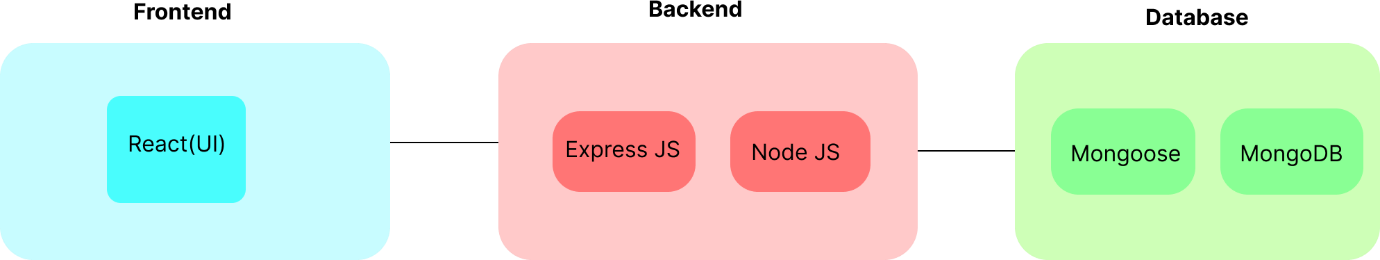 Frontend
Backend
Database
React(UI)
Express JS
Node JS
Mongoose
MongoDB